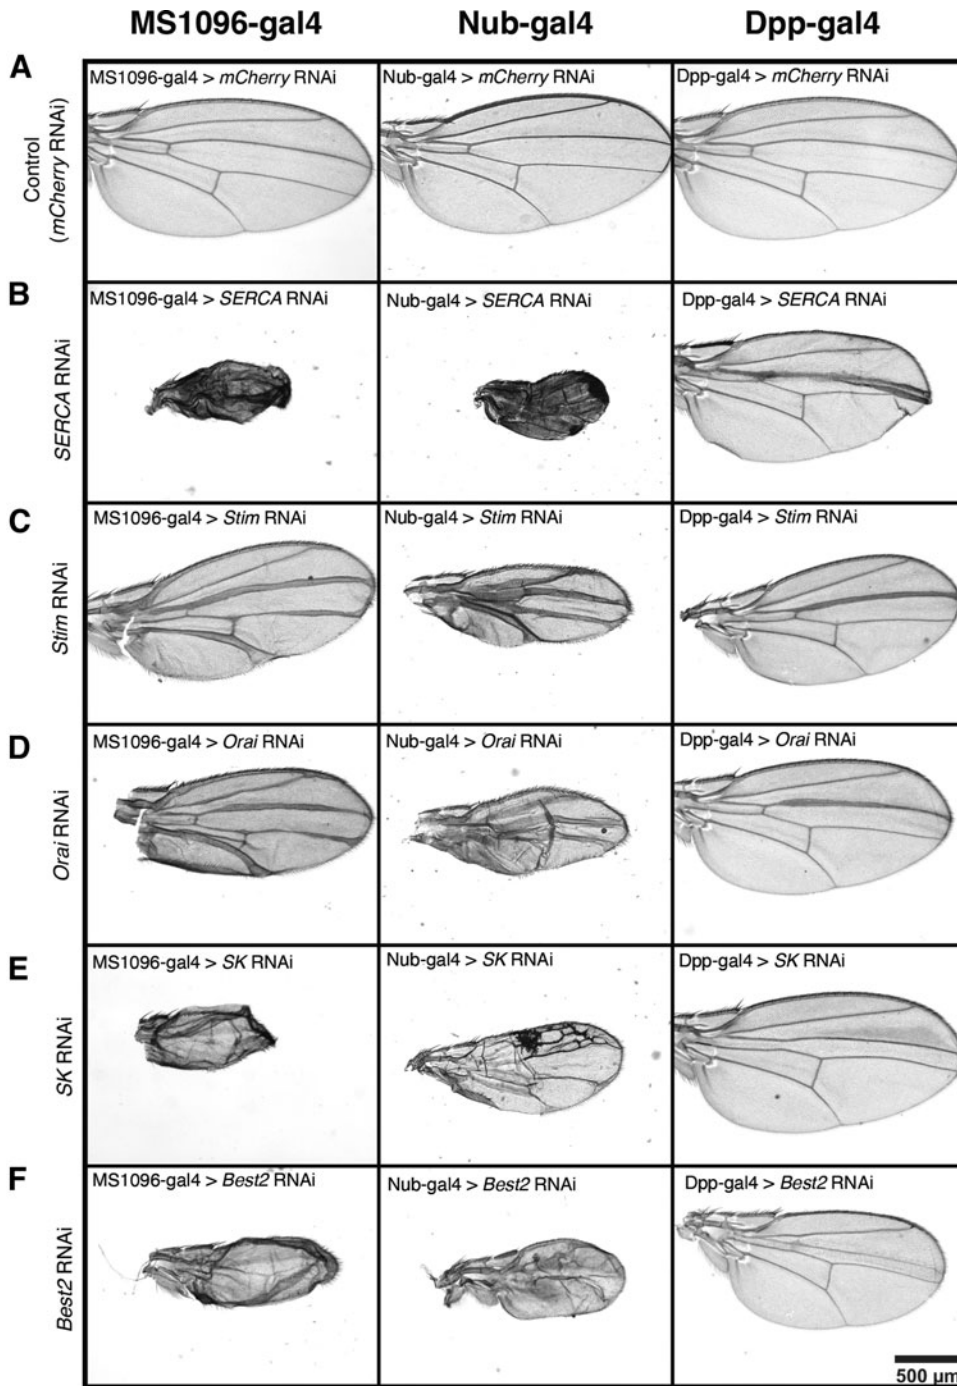 MS1096-gal4 Nub-gal4 Dpp-gal4
A
Control
(mCherry RNAi)
MS1096-gal4 > mCherry RNAi
Nub-gal4 > mCherry RNAi
Dpp-gal4 > mCherry RNAi
B
SERCA RNAi
MS1096-gal4 > SERCA RNAi
Nub-gal4 > SERCA RNAi
Dpp-gal4 > SERCA RNAi
C
Stim RNAi
MS1096-gal4 > Stim RNAi
Nub-gal4 > Stim RNAi
Dpp-gal4 > Stim RNAi
D
Orai RNAi
MS1096-gal4 > Orai RNAi
Nub-gal4 > Orai RNAi
Dpp-gal4 > Orai RNAi
E
SK RNAi
MS1096-gal4 > SK RNAi
Nub-gal4 > SK RNAi
Dpp-gal4 > SK RNAi
F
Best2 RNAi
MS1096-gal4 > Best2 RNAi
Nub-gal4 > Best2 RNAi
Dpp-gal4 > Best2 RNAi
500 µm